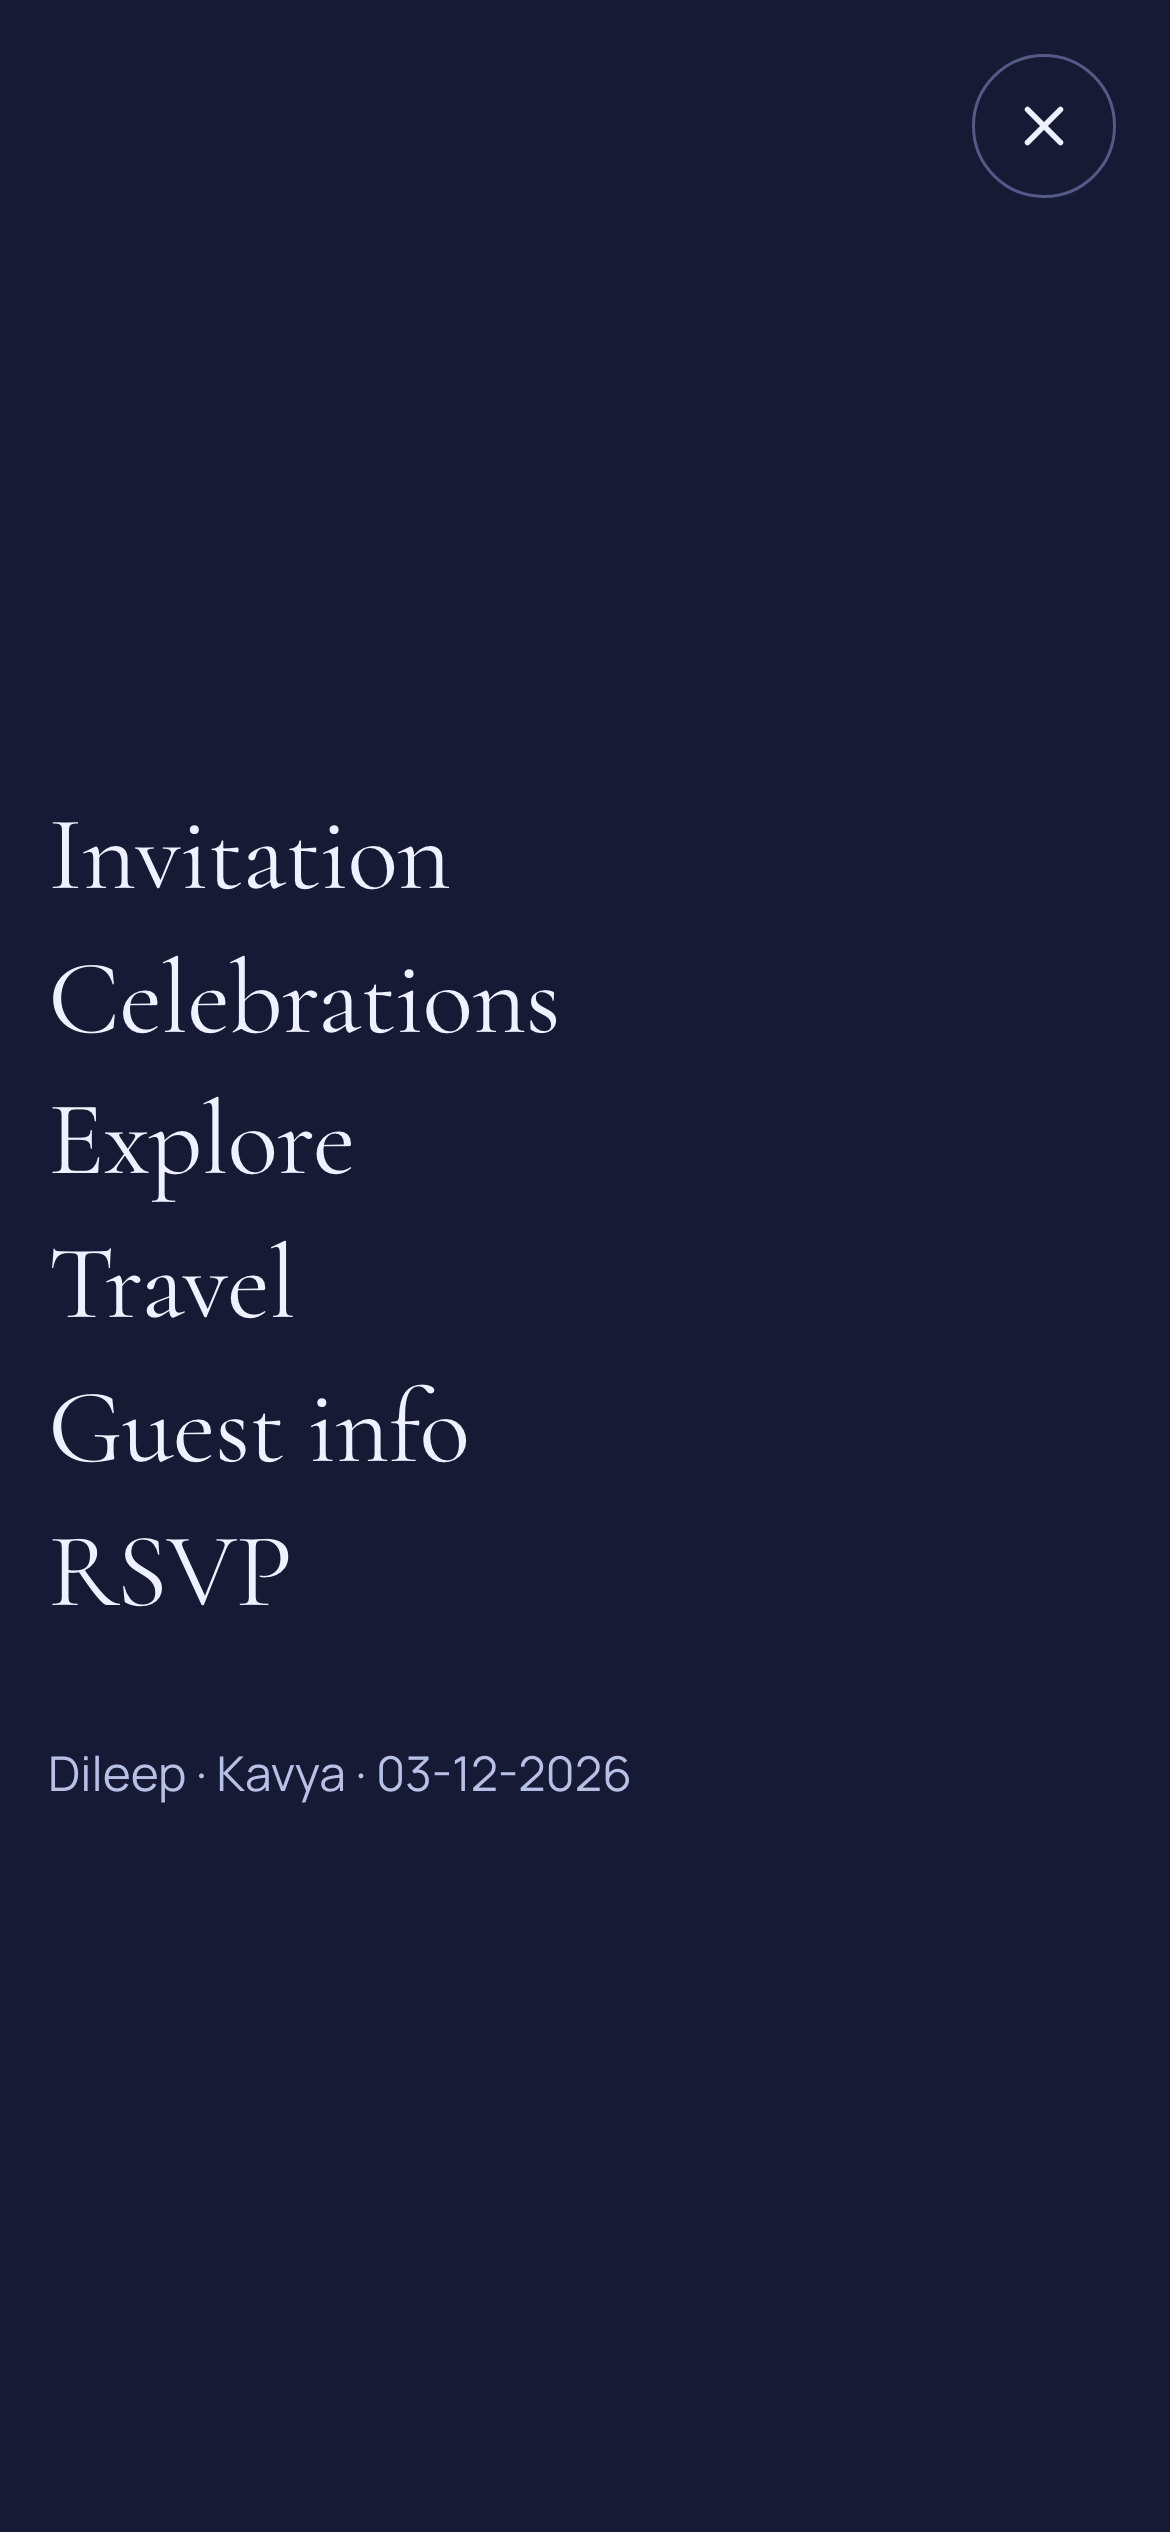 Invitation
Celebrations
Explore
Travel
Guest info
RSVP
Dileep · Kavya · 03-12-2026